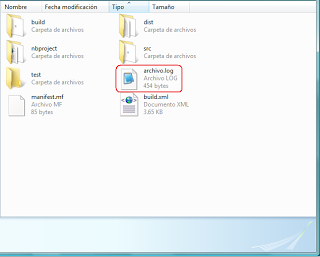 Nombre Fecha modificación Tipo Tamaño
build
Carpeta de archivos
dist
Carpeta de archivos
nbproject
Carpeta de archivos
src
Carpeta de archivos
test
Carpeta de archivos
archivo.log
Archivo LOG
454 bytes
manifest.mf
Archivo MF
85 bytes
build.xml
Documento XML
3.65 KB